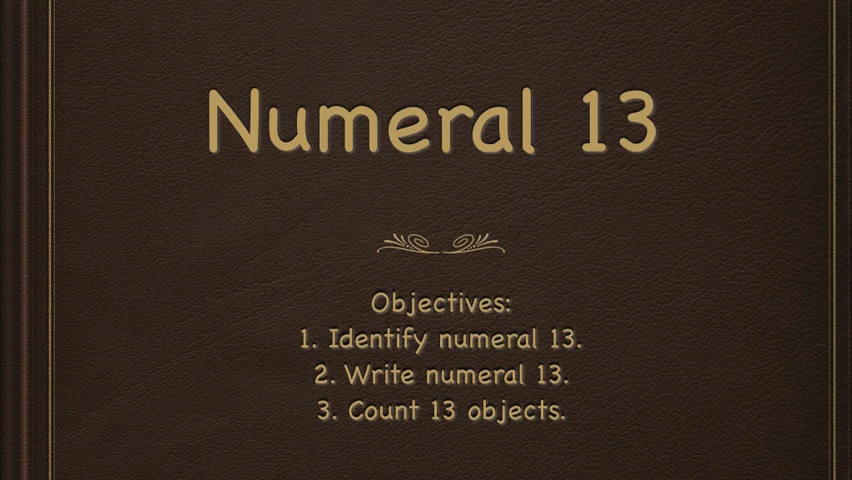 Numeral 13
Objectives:
1. Identify numeral 13.
2. Write numeral 13.
3. Count 13 objects.